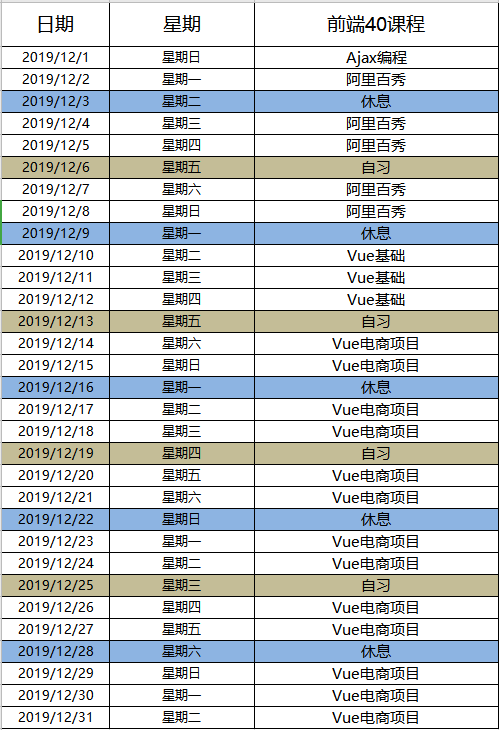 日期 星期 前端40课程
2019/12/1 星期日 Ajax编程
2019/12/2 星期一 阿里百秀
2019/12/3 星期二 休息
2019/12/4 星期三 阿里百秀
2019/12/5 星期四 阿里百秀
2019/12/6 星期五 自习
2019/12/7 星期六 阿里百秀
2019/12/8 星期日 阿里百秀
2019/12/9 星期一 休息
2019/12/10 星期二 Vue基础
2019/12/11 星期三 Vue基础
2019/12/12 星期四 Vue基础
2019/12/13 星期五 自习
2019/12/14 星期六 Vue电商项目
2019/12/15 星期日 Vue电商项目
2019/12/16 星期一 休息
2019/12/17 星期二 Vue电商项目
2019/12/18 星期三 Vue电商项目
2019/12/19 星期四 自习
2019/12/20 星期五 Vue电商项目
2019/12/21 星期六 Vue电商项目
2019/12/22 星期日 休息
2019/12/23 星期一 Vue电商项目
2019/12/24 星期二 Vue电商项目
2019/12/25 星期三 自习
2019/12/26 星期四 Vue电商项目
2019/12/27 星期五 Vue电商项目
2019/12/28 星期六 休息
2019/12/29 星期日 Vue电商项目
2019/12/30 星期一 Vue电商项目
2019/12/31 星期二 Vue电商项目